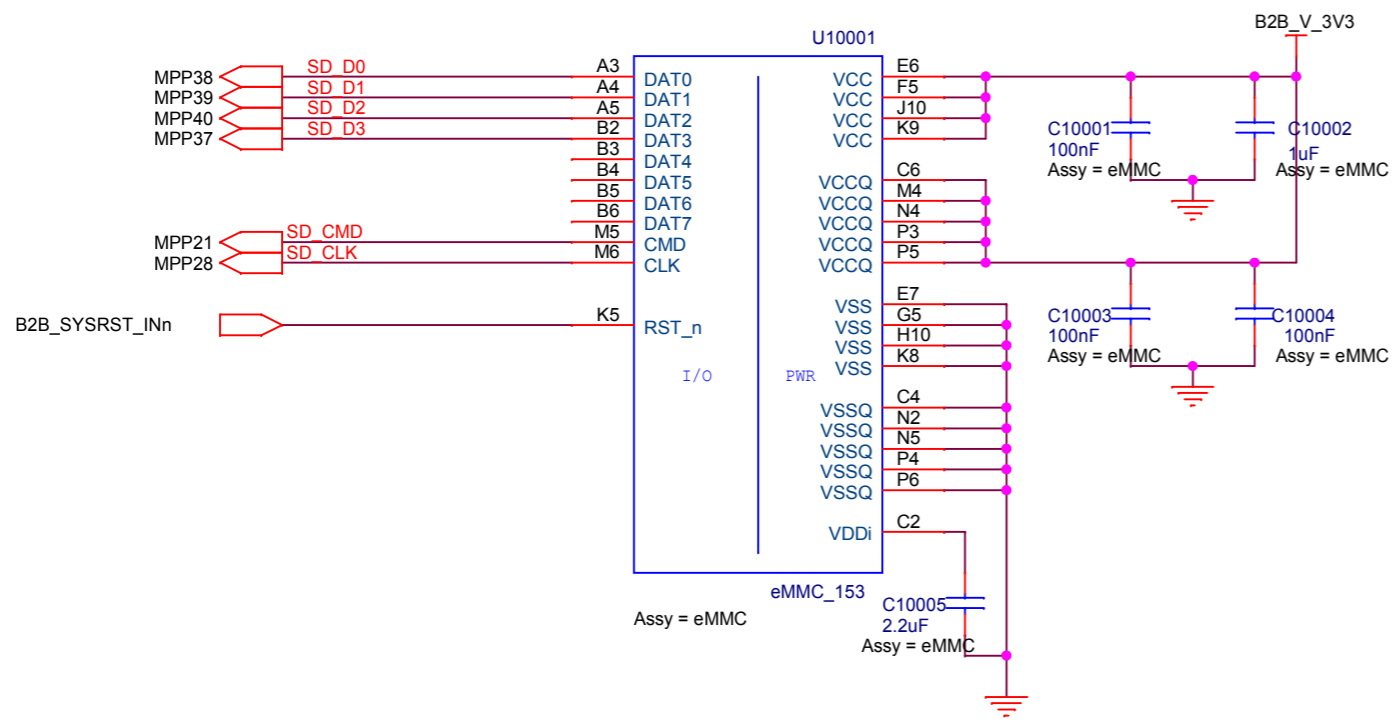 B2B_V_3V3
U10001
MPP38 SD_D0 A3 DAT0 VCC E6
MPP39 SD_D1 A4 DAT1 VCC F5
MPP40 SD_D2 A5 DAT2 VCC J10
MPP37 SD_D3 B2 DAT3 VCC K9
B3 DAT4
B4 DAT5 VCCQ C6
B5 DAT6 VCCQ M4
B6 DAT7 VCCQ N4
MPP21 SD_CMD M5 CMD VCCQ P3
MPP28 SD_CLK M6 CLK VCCQ P5
C10001
100nF
Assy = eMMC
C10002
1uF
Assy = eMMC
B2B_SYSRST_INn K5 RST_n
VSS E7
VSS G5
VSS H10
VSS K8
C10003
100nF
Assy = eMMC
C10004
100nF
Assy = eMMC
I/O PWR
VSSQ C4
VSSQ N2
VSSQ N5
VSSQ P4
VSSQ P6
VDDi C2
eMMC_153
Assy = eMMC
C10005
2.2uF
Assy = eMMC